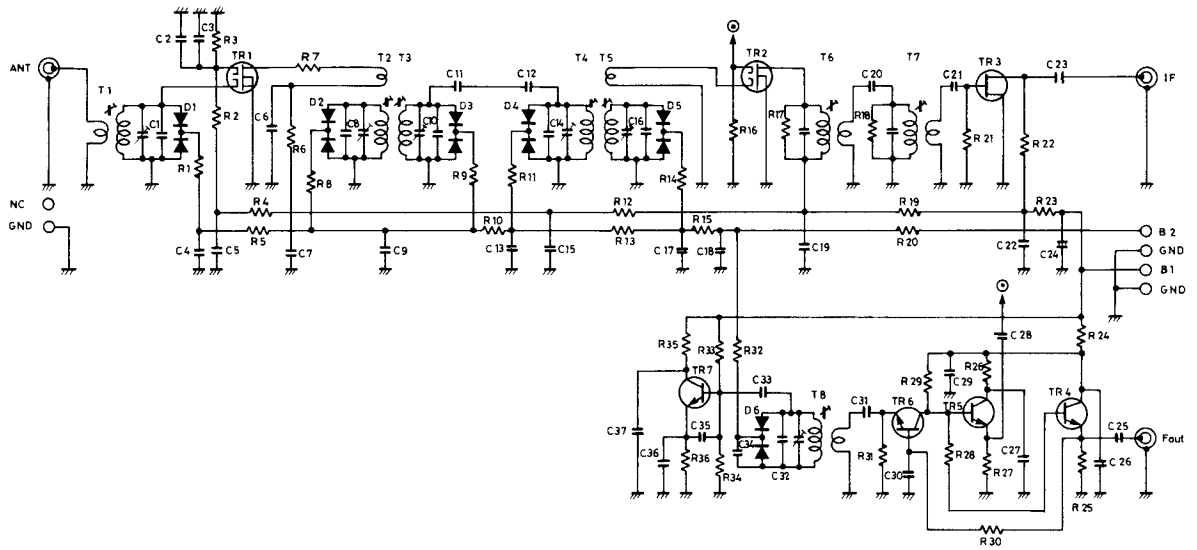 C2
C3
R3
TR1
R7
T2
T3
C11
C12
T4
T5
TR2
T6
C20
T7
C21
TR3
C23
ANT
IF
T1
C1
D1
R2
C6
R6
D2
C8
C10
D3
D4
C14
C16
D5
R16
R17
R18
R21
R22
R1
R8
R9
R11
R14
NC
GND
R4
R12
R19
R23
R5
R10
R13
R15
R20
B2
C4
C5
C7
C9
C13
C15
C17
C18
C19
C22
C24
GND
B1
GND
R35
R33
R32
C28
R24
TR7
C33
T8
C31
R29
C29
R26
TR6
TR5
TR4
D6
C37
C35
C36
R36
R34
C34
C32
R31
C30
R28
R27
C27
C25
C26
Fout
R25
R30